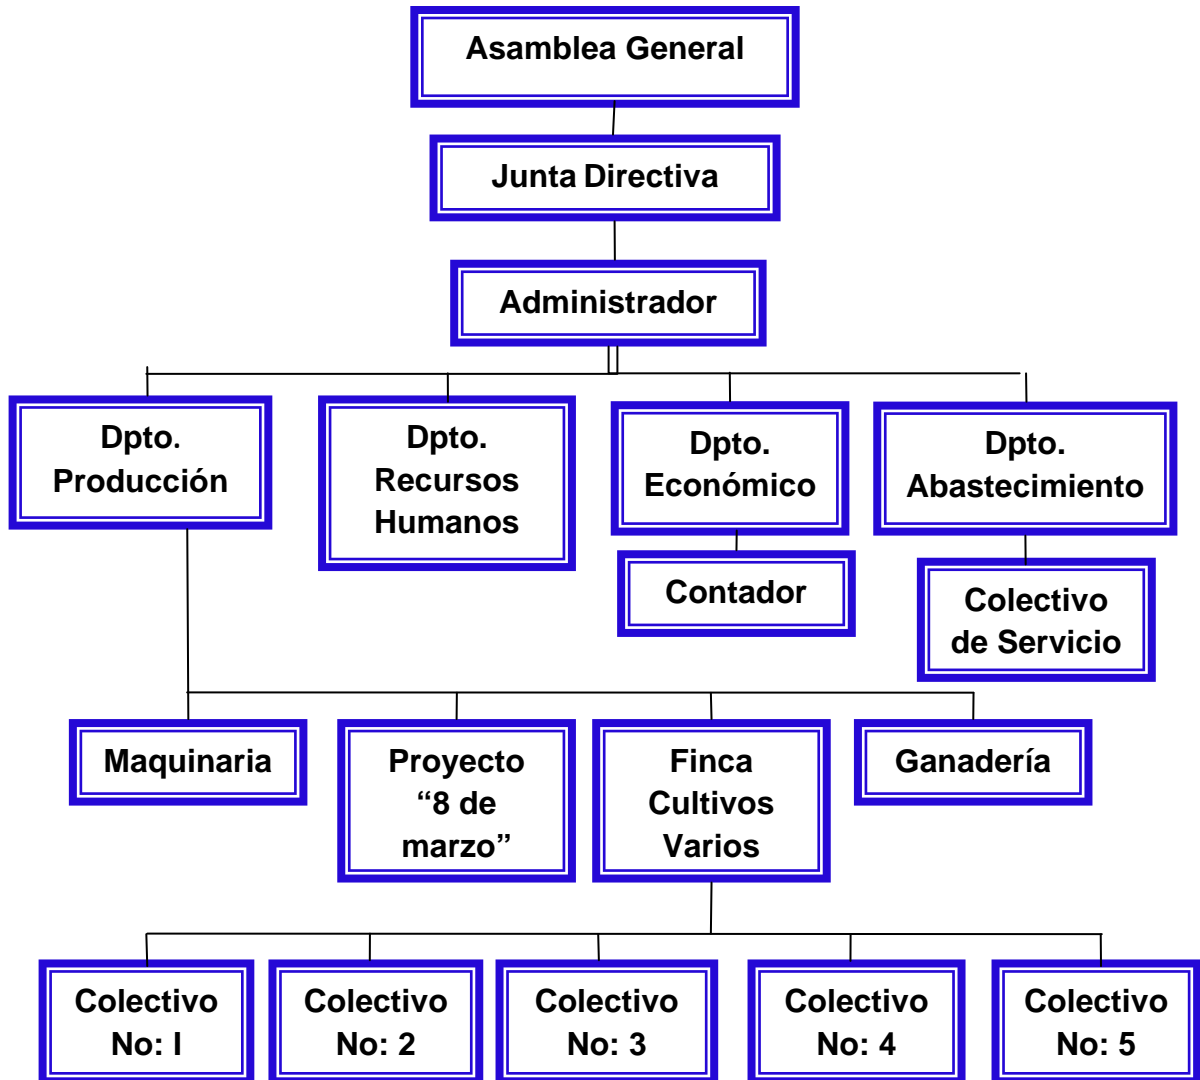 Asamblea General
Junta Directiva
Administrador
Dpto.
Producción
Dpto.
Recursos
Humanos
Dpto.
Económico
Dpto.
Abastecimiento
Contador
Colectivo
de Servicio
Maquinaria
Proyecto
“8 de
marzo”
Finca
Cultivos
Varios
Ganadería
Colectivo
No: I
Colectivo
No: 2
Colectivo
No: 3
Colectivo
No: 4
Colectivo
No: 5